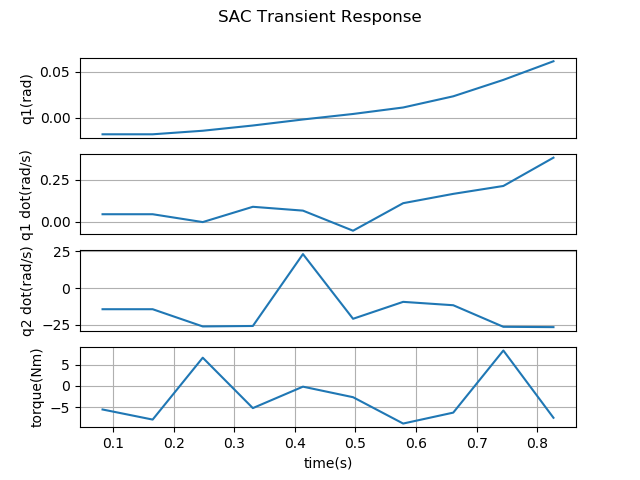 SAC Transient Response
0.05
0.00
q1(rad)
0.25
0.00
q1 dot(rad/s)
25
0
−25
q2 dot(rad/s)
5
0
−5
torque(Nm)
0.1 0.2 0.3 0.4 0.5 0.6 0.7 0.8
time(s)